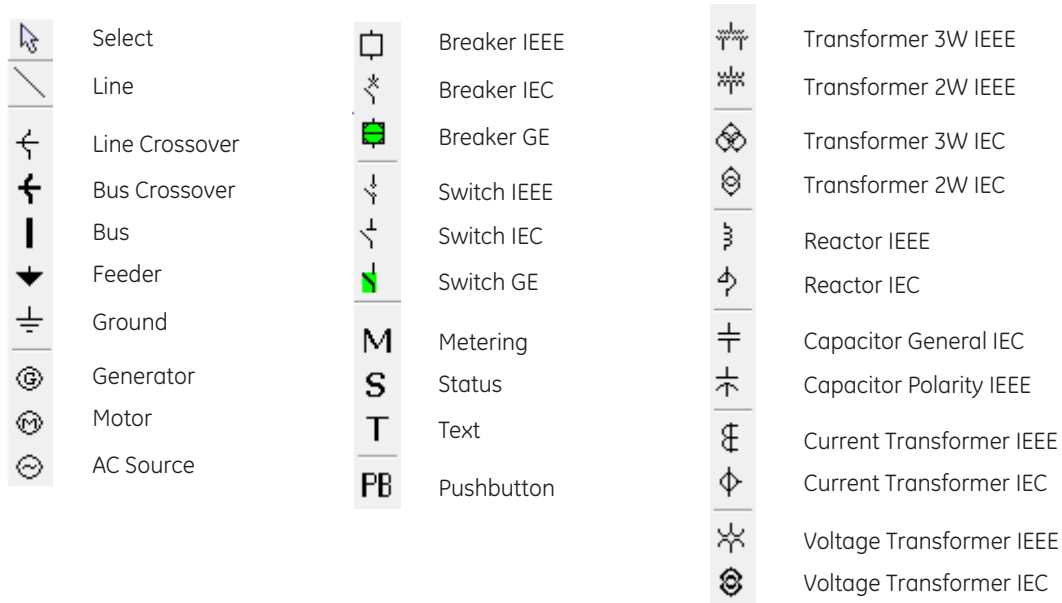 Select
Line
Line Crossover
Bus Crossover
Bus
Feeder
Ground
G Generator
M Motor
AC Source
Breaker IEEE
Breaker IEC
Breaker GE
Switch IEEE
Switch IEC
Switch GE
M Metering
S Status
T Text
PB Pushbutton
Transformer 3W IEEE
Transformer 2W IEEE
Transformer 3W IEC
Transformer 2W IEC
Reactor IEEE
Reactor IEC
Capacitor General IEC
Capacitor Polarity IEEE
Current Transformer IEEE
Current Transformer IEC
Voltage Transformer IEEE
Voltage Transformer IEC